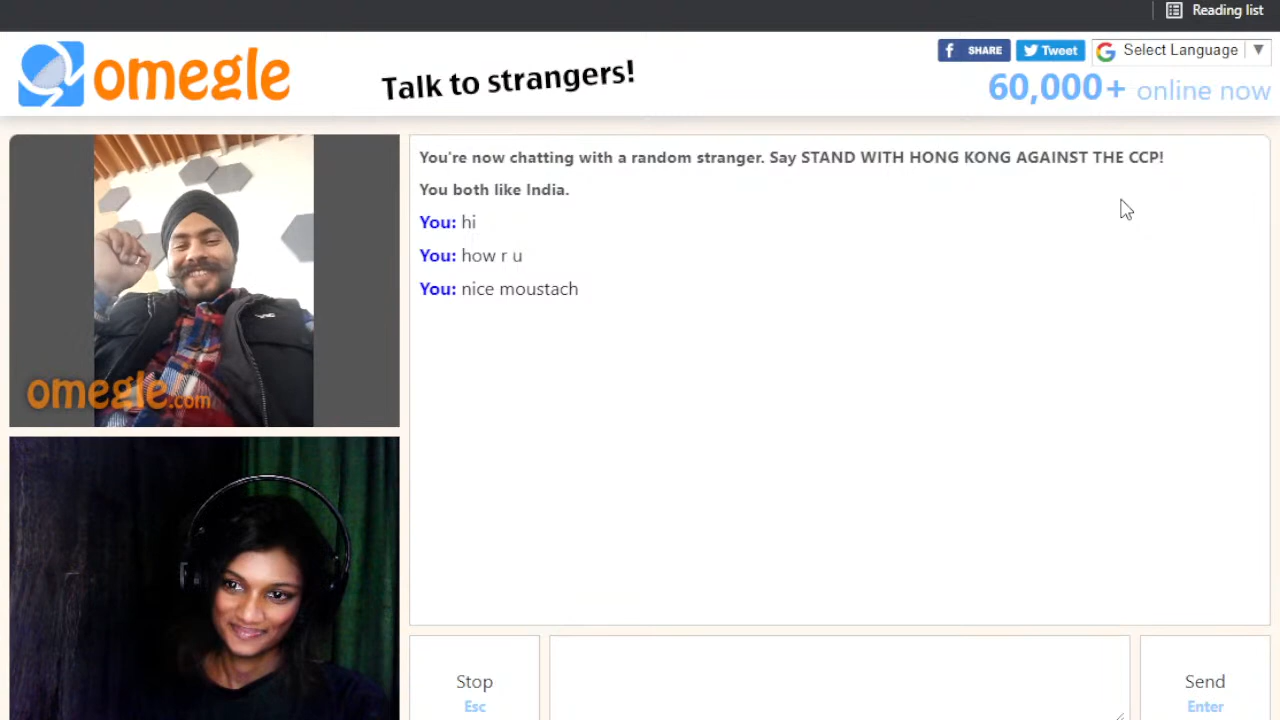 Reading list
omegle
Talk to strangers!
f SHARE
Tweet
G Select Language ▼
60,000+ online now
omegle.com
You're now chatting with a random stranger. Say STAND WITH HONG KONG AGAINST THE CCP!
You both like India.
You: hi
You: how r u
You: nice moustach
Stop
Esc
Send
Enter